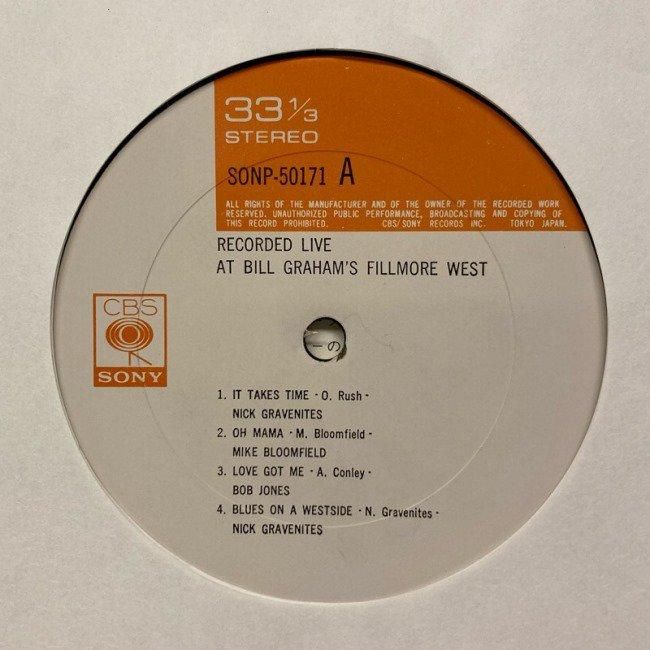 33 1/3
STEREO
SONP-50171 A
ALL RIGHTS OF THE MANUFACTURER AND OF THE OWNER OF THE RECORDED WORK
RESERVED. UNAUTHORIZED PUBLIC PERFORMANCE, BROADCASTING AND COPYING OF
THIS RECORD PROHIBITED. CBS/SONY RECORDS INC. TOKYO JAPAN.
RECORDED LIVE
AT BILL GRAHAM'S FILLMORE WEST
CBS
SONY
の
1. IT TAKES TIME - O. Rush -
NICK GRAVENITES
2. OH MAMA - M. Bloomfield -
MIKE BLOOMFIELD
3. LOVE GOT ME - A. Conley -
BOB JONES
4. BLUES ON A WESTSIDE - N. Gravenites -
NICK GRAVENITES